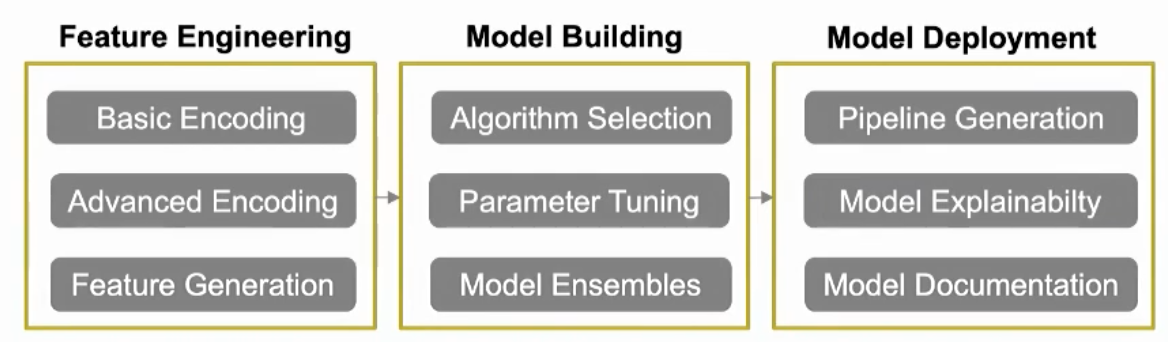 Feature Engineering
Basic Encoding
Advanced Encoding
Feature Generation
Model Building
Algorithm Selection
Parameter Tuning
Model Ensembles
Model Deployment
Pipeline Generation
Model Explainabilty
Model Documentation